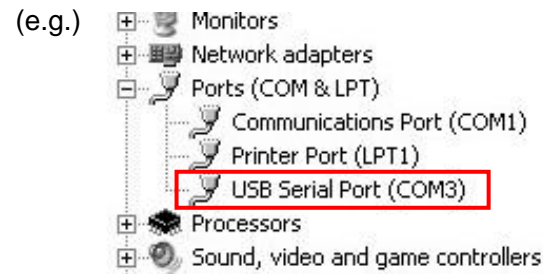 (e.g.) Monitors
Network adapters
Ports (COM & LPT)
Communications Port (COM1)
Printer Port (LPT1)
USB Serial Port (COM3)
Processors
Sound, video and game controllers